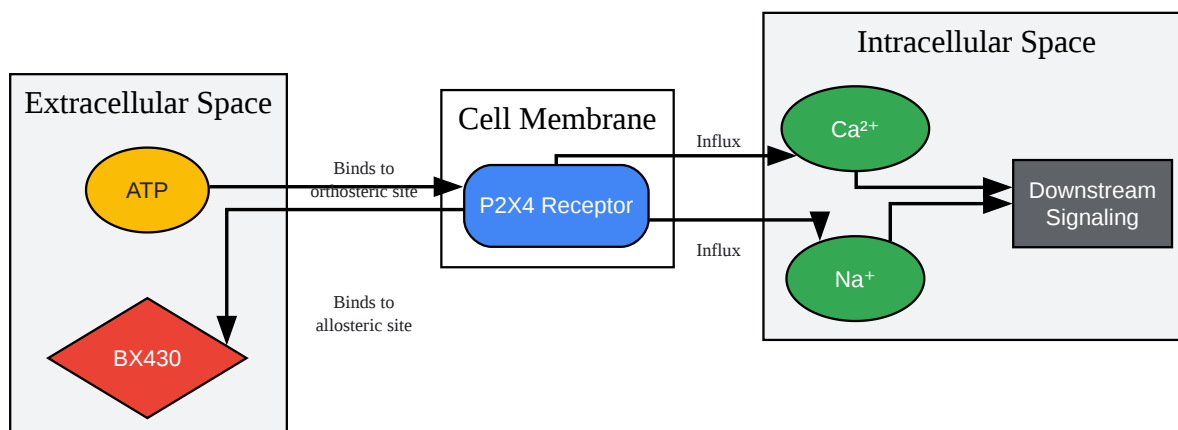 Extracellular Space
ATP
BX430
Binds to
orthosteric site
Binds to
allosteric site
Cell Membrane
P2X4 Receptor
Influx
Influx
Intracellular Space
Ca²⁺
Na⁺
Downstream
Signaling